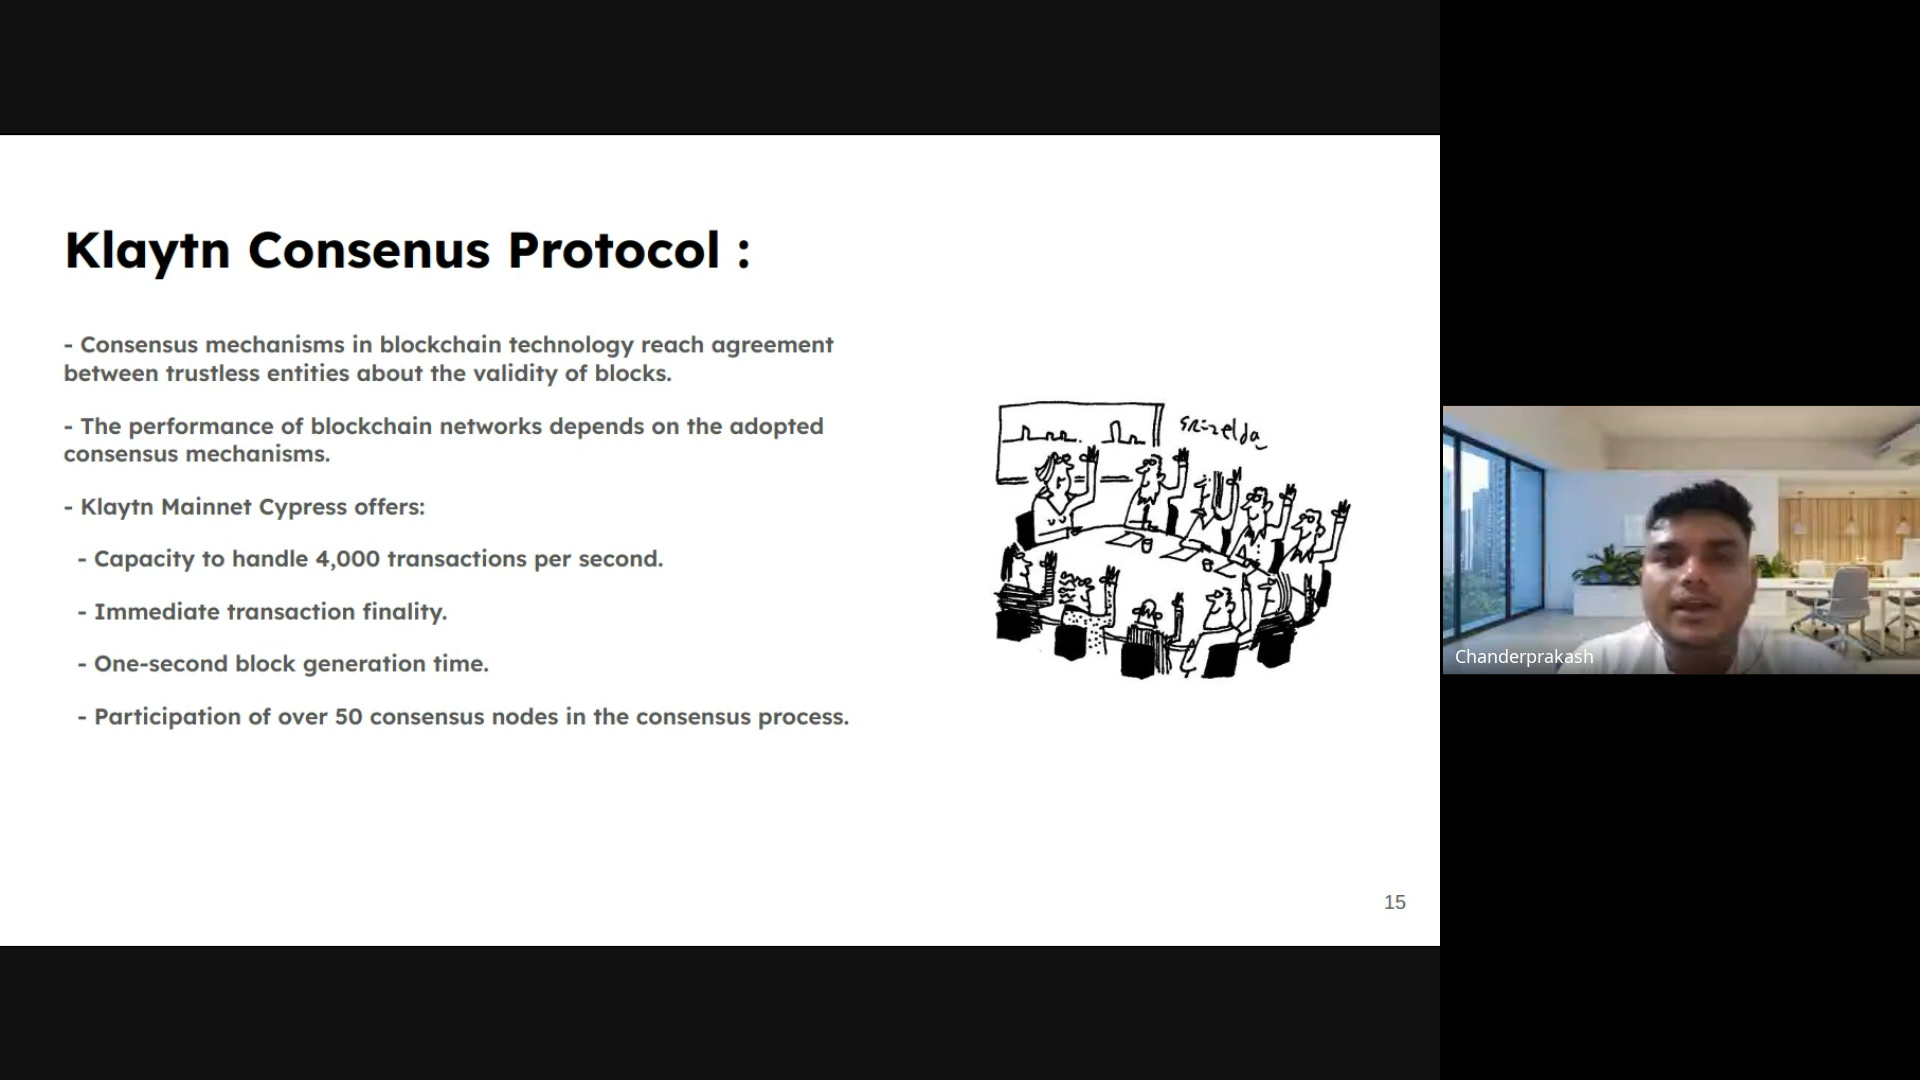 Klaytn Consenus Protocol :
- Consensus mechanisms in blockchain technology reach agreement
between trustless entities about the validity of blocks.
- The performance of blockchain networks depends on the adopted
consensus mechanisms.
- Klaytn Mainnet Cypress offers:
- Capacity to handle 4,000 transactions per second.
- Immediate transaction finality.
- One-second block generation time.
- Participation of over 50 consensus nodes in the consensus process.
15
Chanderprakash